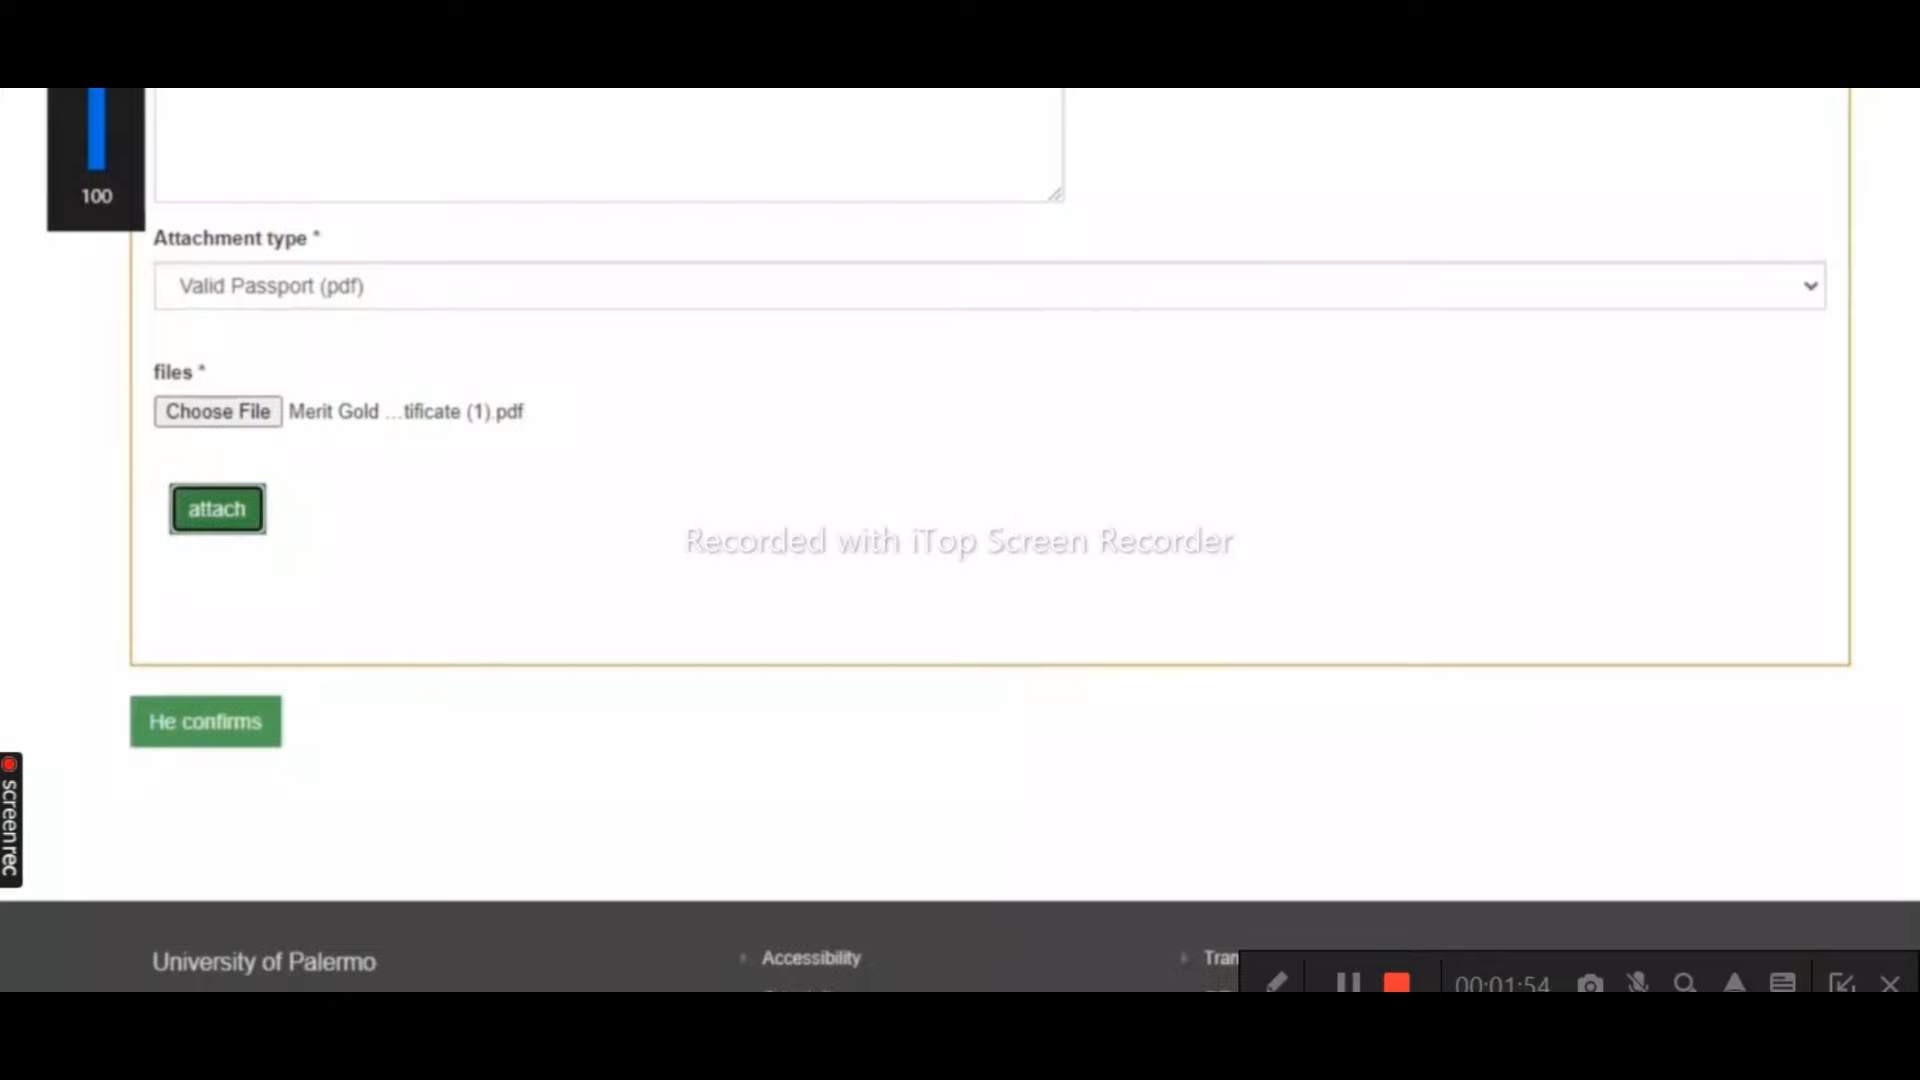 100
Attachment type *
Valid Passport (pdf)
files *
Choose File Merit Gold ...tificate (1).pdf
attach
Recorded with iTop Screen Recorder
He confirms
screenrec
University of Palermo
Accessibility
Tran
00:01:54